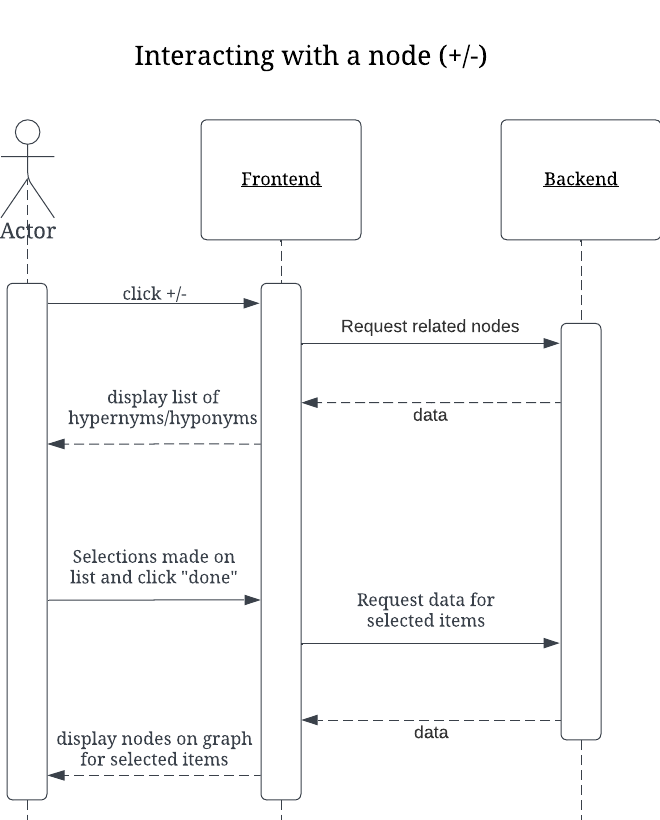 Interacting with a node (+/-)
Actor
Frontend
Backend
click +/-
Request related nodes
data
display list of
hypernyms/hyponyms
Selections made on
list and click "done"
Request data for
selected items
data
display nodes on graph
for selected items